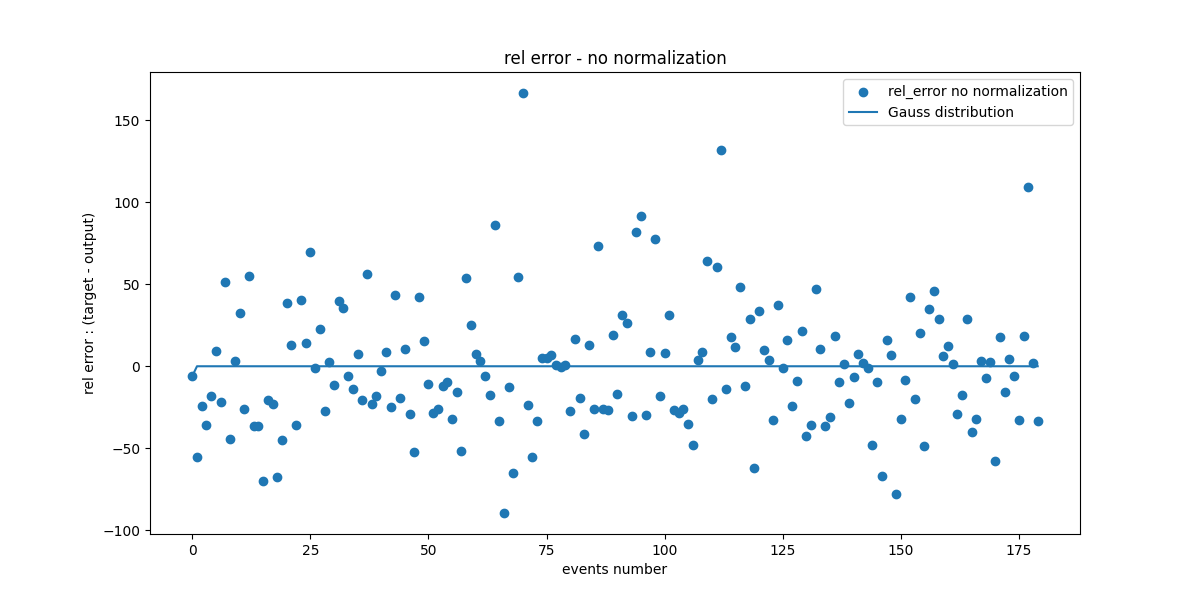 rel error - no normalization
rel_error no normalization
Gauss distribution
rel error : (target - output)
150
100
50
0
−50
−100
0 25 50 75 100 125 150 175
events number